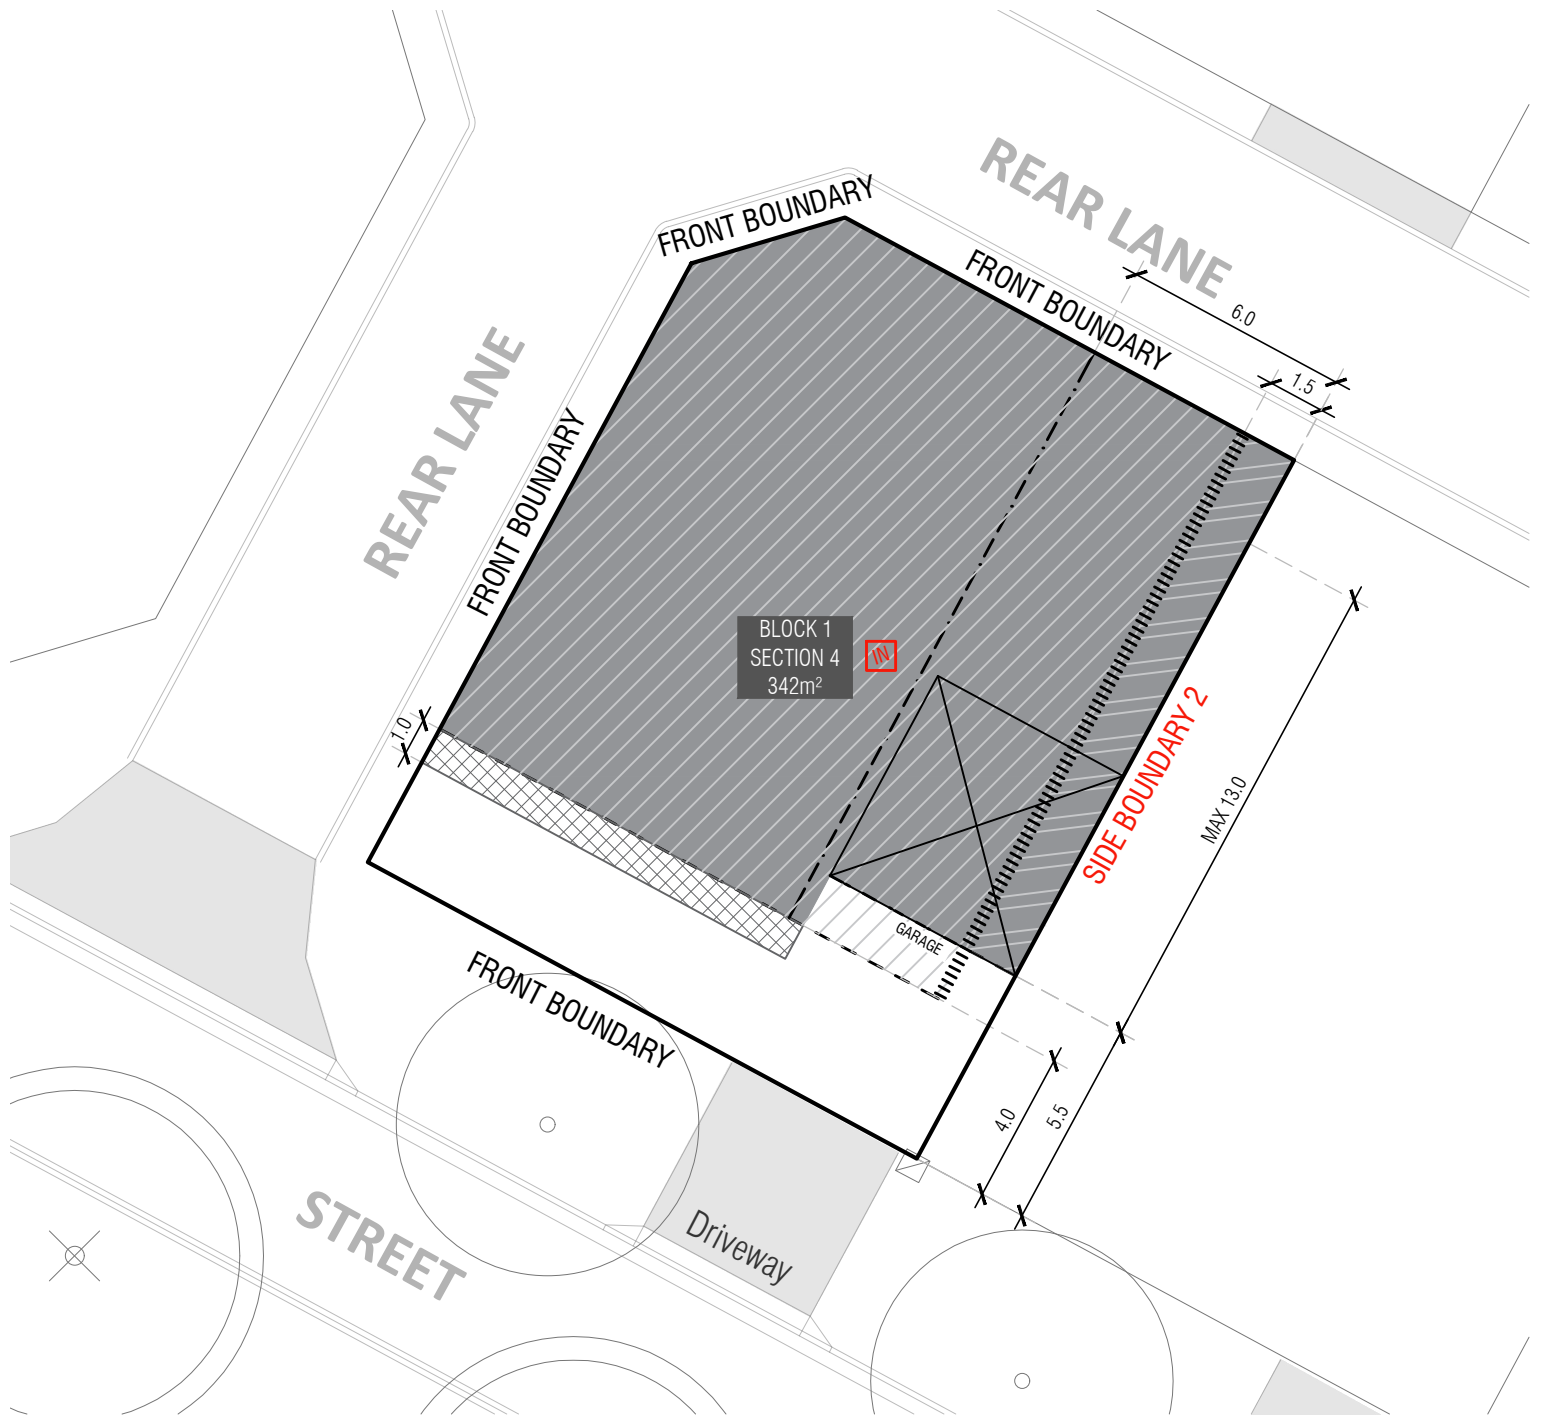 REAR LANE
FRONT BOUNDARY
FRONT BOUNDARY
6.0
1.5
REAR LANE
FRONT BOUNDARY
BLOCK 1
SECTION 4
342m²
IN
1.0
SIDE BOUNDARY 2
MAX 13.0
GARAGE
FRONT BOUNDARY
4.0
5.5
Driveway
STREET